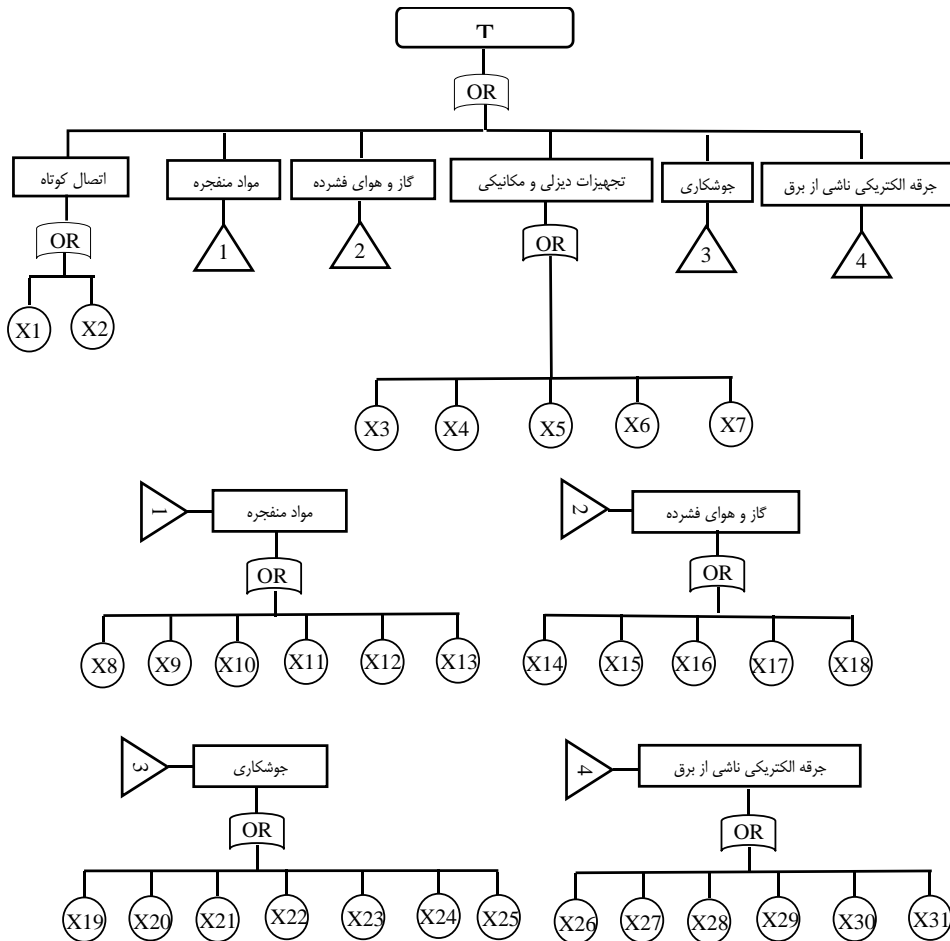 T
OR
اتصال کوتاه
مواد منفجره
گاز و هوای فشرده
تجهیزات دیزلی و مکانیکی
جوشکاری
جرقه الکتریکی ناشی از برق
OR
1
2
OR
3
4
X1 X2
X3 X4 X5 X6 X7
1
مواد منفجره
OR
X8 X9 X10 X11 X12 X13
2
گاز و هوای فشرده
OR
X14 X15 X16 X17 X18
3
جوشکاری
OR
X19 X20 X21 X22 X23 X24 X25
4
جرقه الکتریکی ناشی از برق
OR
X26 X27 X28 X29 X30 X31